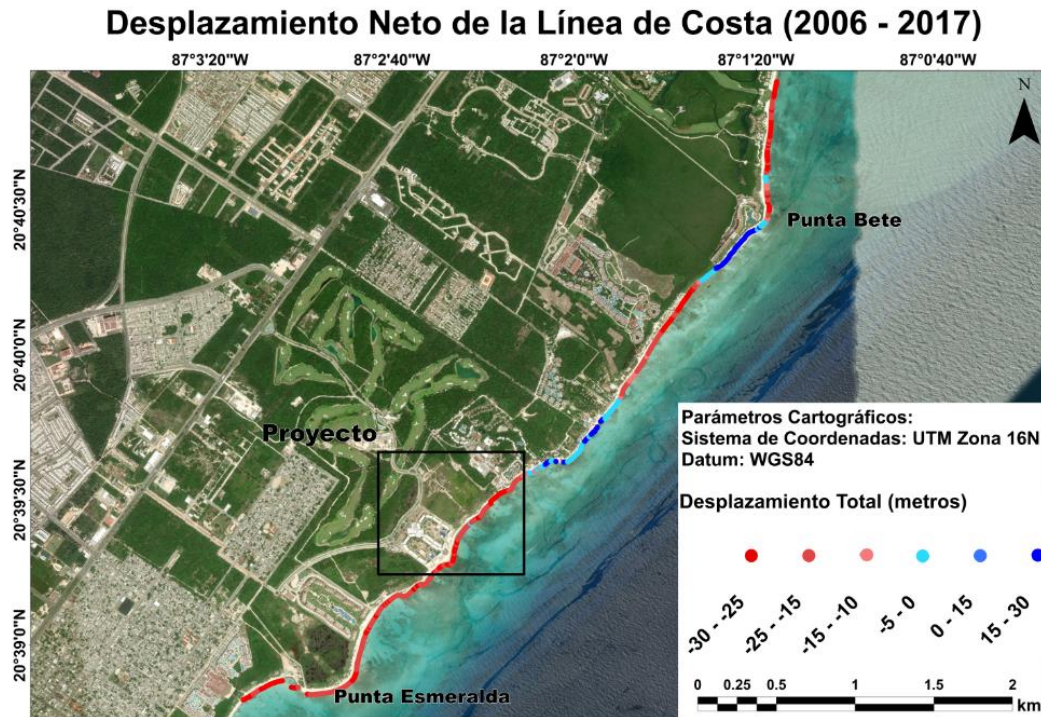 Desplazamiento Neto de la Línea de Costa (2006 - 2017)
87°3'20"W 87°2'40"W 87°2'0"W 87°1'20"W 87°0'40"W
N
20°40'30"N
Punta Bete
20°40'0"N
Proyecto
20°39'30"N
20°39'0"N
Punta Esmeralda
Parámetros Cartográficos:
Sistema de Coordenadas: UTM Zona 16N
Datum: WGS84
Desplazamiento Total (metros)
-30 - -25
-25 - -15
-15 - -10
-5 - 0
0 - 15
15 - 30
0 0.25 0.5 1 1.5 2
km